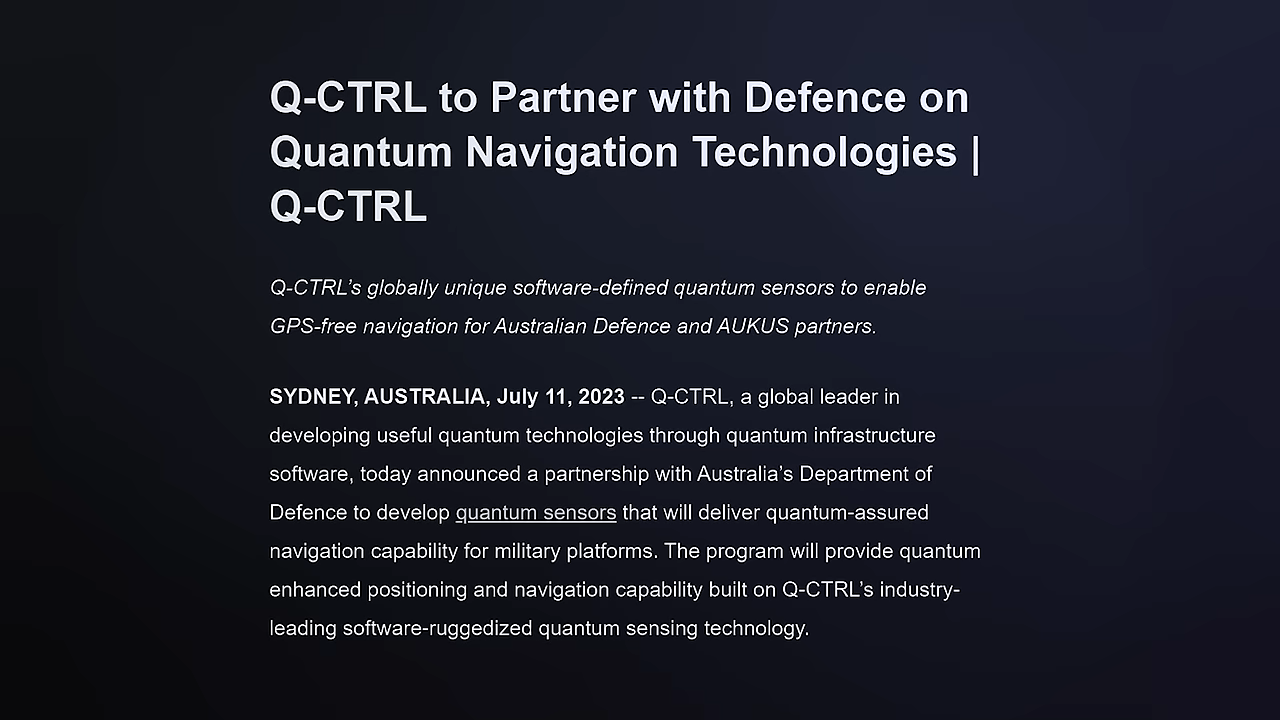 Q-CTRL to Partner with Defence on
Quantum Navigation Technologies |
Q-CTRL
Q-CTRL’s globally unique software-defined quantum sensors to enable
GPS-free navigation for Australian Defence and AUKUS partners.
SYDNEY, AUSTRALIA, July 11, 2023 -- Q-CTRL, a global leader in
developing useful quantum technologies through quantum infrastructure
software, today announced a partnership with Australia’s Department of
Defence to develop quantum sensors that will deliver quantum-assured
navigation capability for military platforms. The program will provide quantum
enhanced positioning and navigation capability built on Q-CTRL’s industry-
leading software-ruggedized quantum sensing technology.